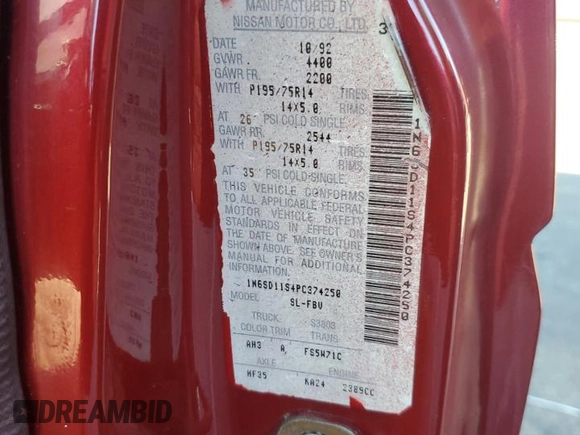 MANUFACTURED BY
NISSAN MOTOR CO., LTD.
3
DATE 10/92
GVWR 4400
GAWR FR. 2200
WITH P195/75R14 TIRES
14X5.0 RIMS,
AT 26 PSI COLD SINGLE
GAWR RR. 2544
WITH P195/75R14 TIRES
14X5.0 RIMS,
AT 35 PSI COLD SINGLE.
THIS VEHICLE CONFORMS
TO ALL APPLICABLE FEDERAL
MOTOR VEHICLE SAFETY
STANDARDS IN EFFECT ON
THE DATE OF MANUFACTURE
SHOWN ABOVE. SEE OWNER'S
MANUAL FOR ADDITIONAL
INFORMATION.
1N6SD11S4PC374250
MODEL SL-FBU
TRUCK S3803
COLOR TRIM TRANS
AH3 A, FS5W71C
AXLE ENGINE
HF35 KA24 2389CC
1N6SD11S4PC374250
DREAMBID